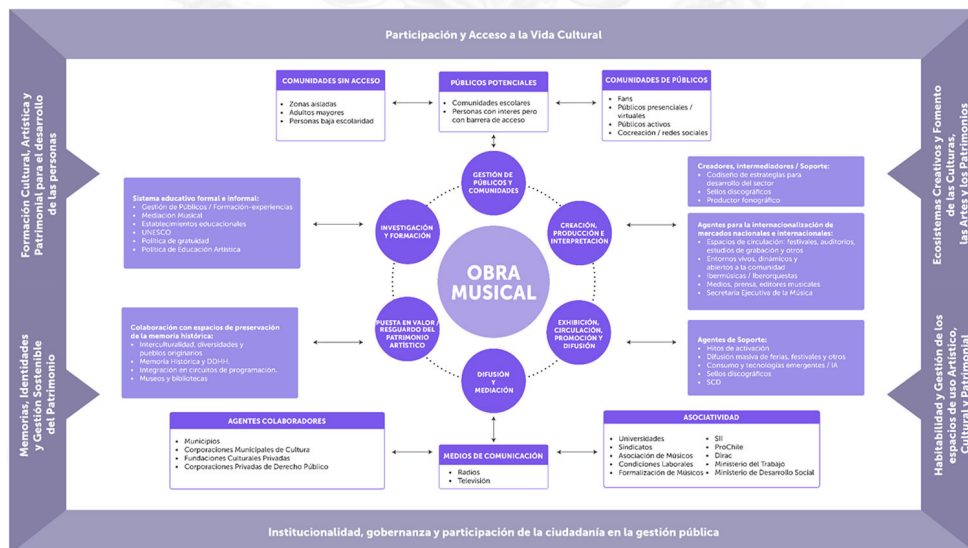 Participación y Acceso a la Vida Cultural
Formación Cultural, Artística y
Patrimonial para el desarrollo
de las personas
Memorias, Identidades
y Gestión Sostenible
del Patrimonio
COMUNIDADES SIN ACCESO
Zonas aisladas
Adultos mayores
Personas baja escolaridad
PÚBLICOS POTENCIALES
Comunidades escolares
Personas con interes pero
con barrera de acceso
COMUNIDADES DE PÚBLICOS
Fans
Públicos presenciales /
virtuales
Públicos activos
Cocreación / redes sociales
GESTIÓN DE
PÚBLICOS Y
COMUNIDADES
INVESTIGACIÓN
Y FORMACIÓN
CREACIÓN,
PRODUCCIÓN E
INTERPRETACIÓN
OBRA
MUSICAL
PUESTA EN VALOR /
RESGUARDO DEL
PATRIMONIO
ARTÍSTICO
EXHIBICIÓN,
CIRCULACIÓN,
PROMOCIÓN
Y DIFUSIÓN
DIFUSIÓN
Y
MEDIACIÓN
Sistema educativo formal e informal:
Gestión de Públicos / Formación-experiencias
Mediación Musical
Establecimientos educacionales
UNESCO
Política de gratuidad
Política de Educación Artística
Colaboración con espacios de preservación
de la memoria histórica:
Interculturalidad, diversidades y
pueblos originarios
Memoria Histórica y DDHH.
Integración en circuitos de programación.
Museos y bibliotecas
Creadores, intermediadores / Soporte:
Codiseño de estrategias para
desarrollo del sector
Sellos discográficos
Productor fonográfico
Agentes para la internacionalización de
mercados nacionales e internacionales:
Espacios de circulación: festivales, auditorios,
estudios de grabación y otros
Entornos vivos, dinámicos y
abiertos a la comunidad
Ibermúsicas / Iberorquestas
Medios, prensa, editores musicales
Secretaría Ejecutiva de la Música
Agentes de Soporte:
Hitos de activación
Difusión masiva de ferias, festivales y otros
Consumo y tecnologías emergentes / IA
Sellos discográficos
SCD
AGENTES COLABORADORES
Municipios
Corporaciones Municipales de Cultura
Fundaciones Culturales Privadas
Corporaciones Privadas de Derecho Público
MEDIOS DE COMUNICACIÓN
Radios
Televisión
ASOCIATIVIDAD
Universidades
Sindicatos
Asociación de Músicos
Condiciones Laborales
Formalización de Músicos
SII
ProChile
Dirac
Ministerio del Trabajo
Ministerio de Desarrollo Social
Ecosistemas Creativos y Fomento
de las Culturas,
las Artes y los Patrimonios
Habitabilidad y Gestión de los
espacios de uso Artístico,
Cultural y Patrimonial
Institucionalidad, gobernanza y participación de la ciudadanía en la gestión pública